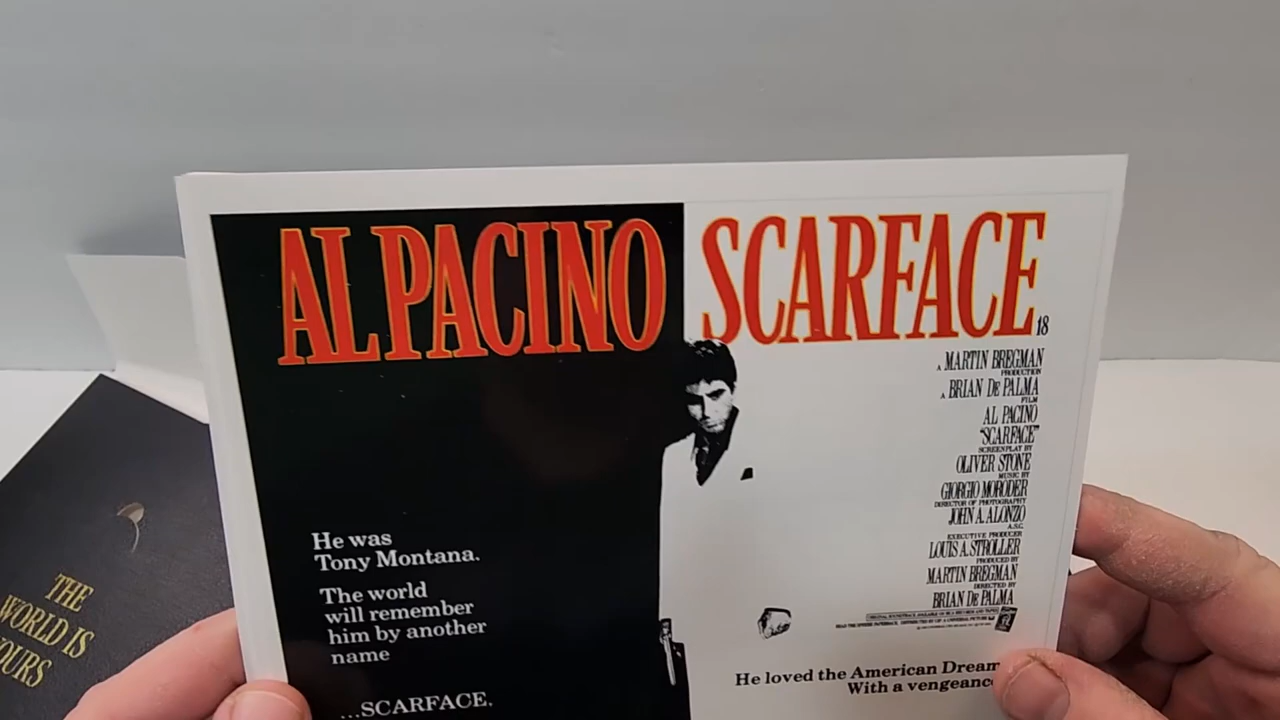 AL PACINO
SCARFACE
18
A MARTIN BREGMAN
PRODUCTION
A BRIAN DE PALMA
FILM
AL PACINO
"SCARFACE"
SCREENPLAY BY
OLIVER STONE
MUSIC BY
GIORGIO MORODER
DIRECTOR OF PHOTOGRAPHY
JOHN A. ALONZO
A.S.C.
EXECUTIVE PRODUCER
LOUIS A. STROLLER
PRODUCED BY
MARTIN BREGMAN
DIRECTED BY
BRIAN DE PALMA
He was
Tony Montana.
The world
will remember
him by another
name
...SCARFACE.
He loved the American Dream
With a vengeanc
THE
WORLD IS
OURS